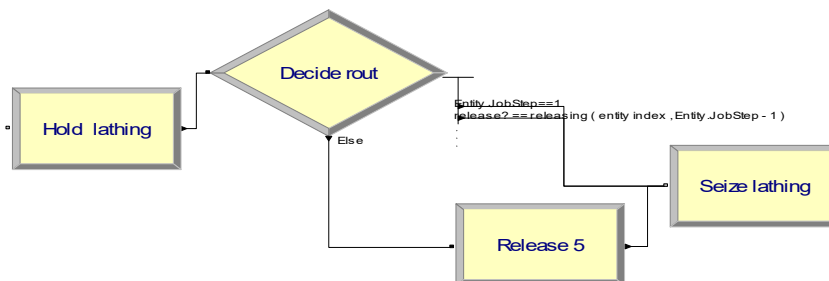 Decide rout
Entity.JobStep==1
release? == releasing ( entity index ,Entity.JobStep - 1 )
Hold lathing
Else
Seize lathing
Release 5